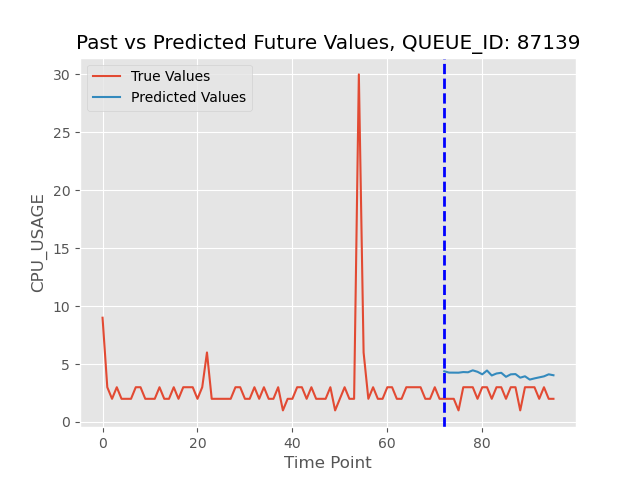 Past vs Predicted Future Values, QUEUE_ID: 87139
True Values
Predicted Values
CPU_USAGE
30
25
20
15
10
5
0
0 20 40 60 80
Time Point